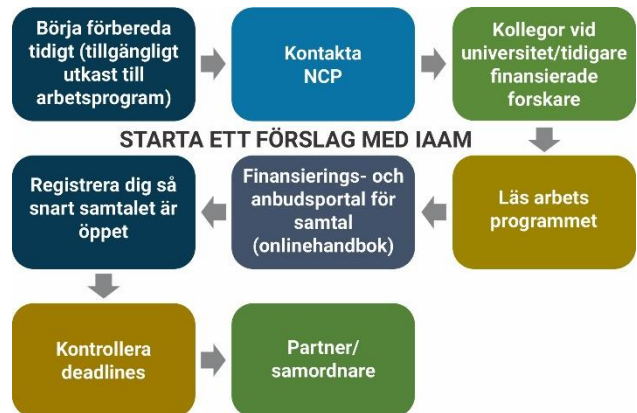 Börja förbereda
tidigt (tillgängligt
utkast till
arbetsprogram)
Kontakta
NCP
Kollegor vid
universitet/tidigare
finansierade
forskare
STARTA ETT FÖRSLAG MED IAAM
Läs arbets
programmet
Finansierings- och
anbudsportal för
samtal
(onlinehandbok)
Registrera dig så
snart samtalet är
öppet
Kontrollera
deadlines
Partner/
samordnare